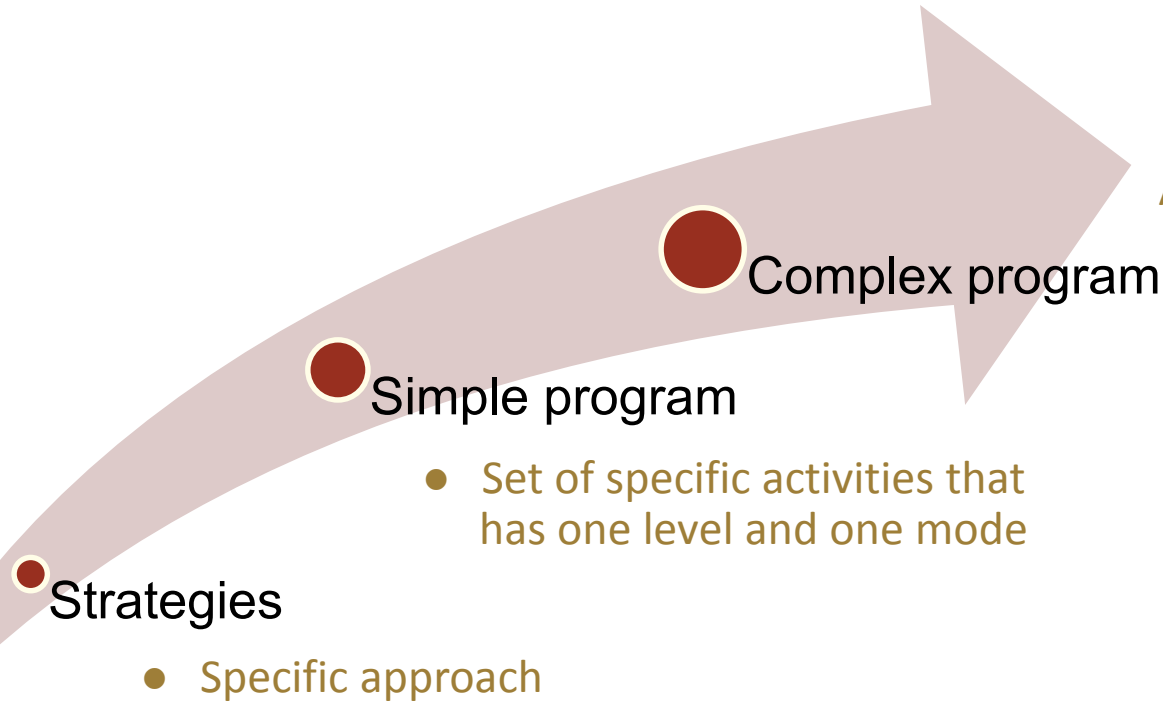 Complex program
Simple program
● Set of specific activities that
has one level and one mode
Strategies
● Specific approach